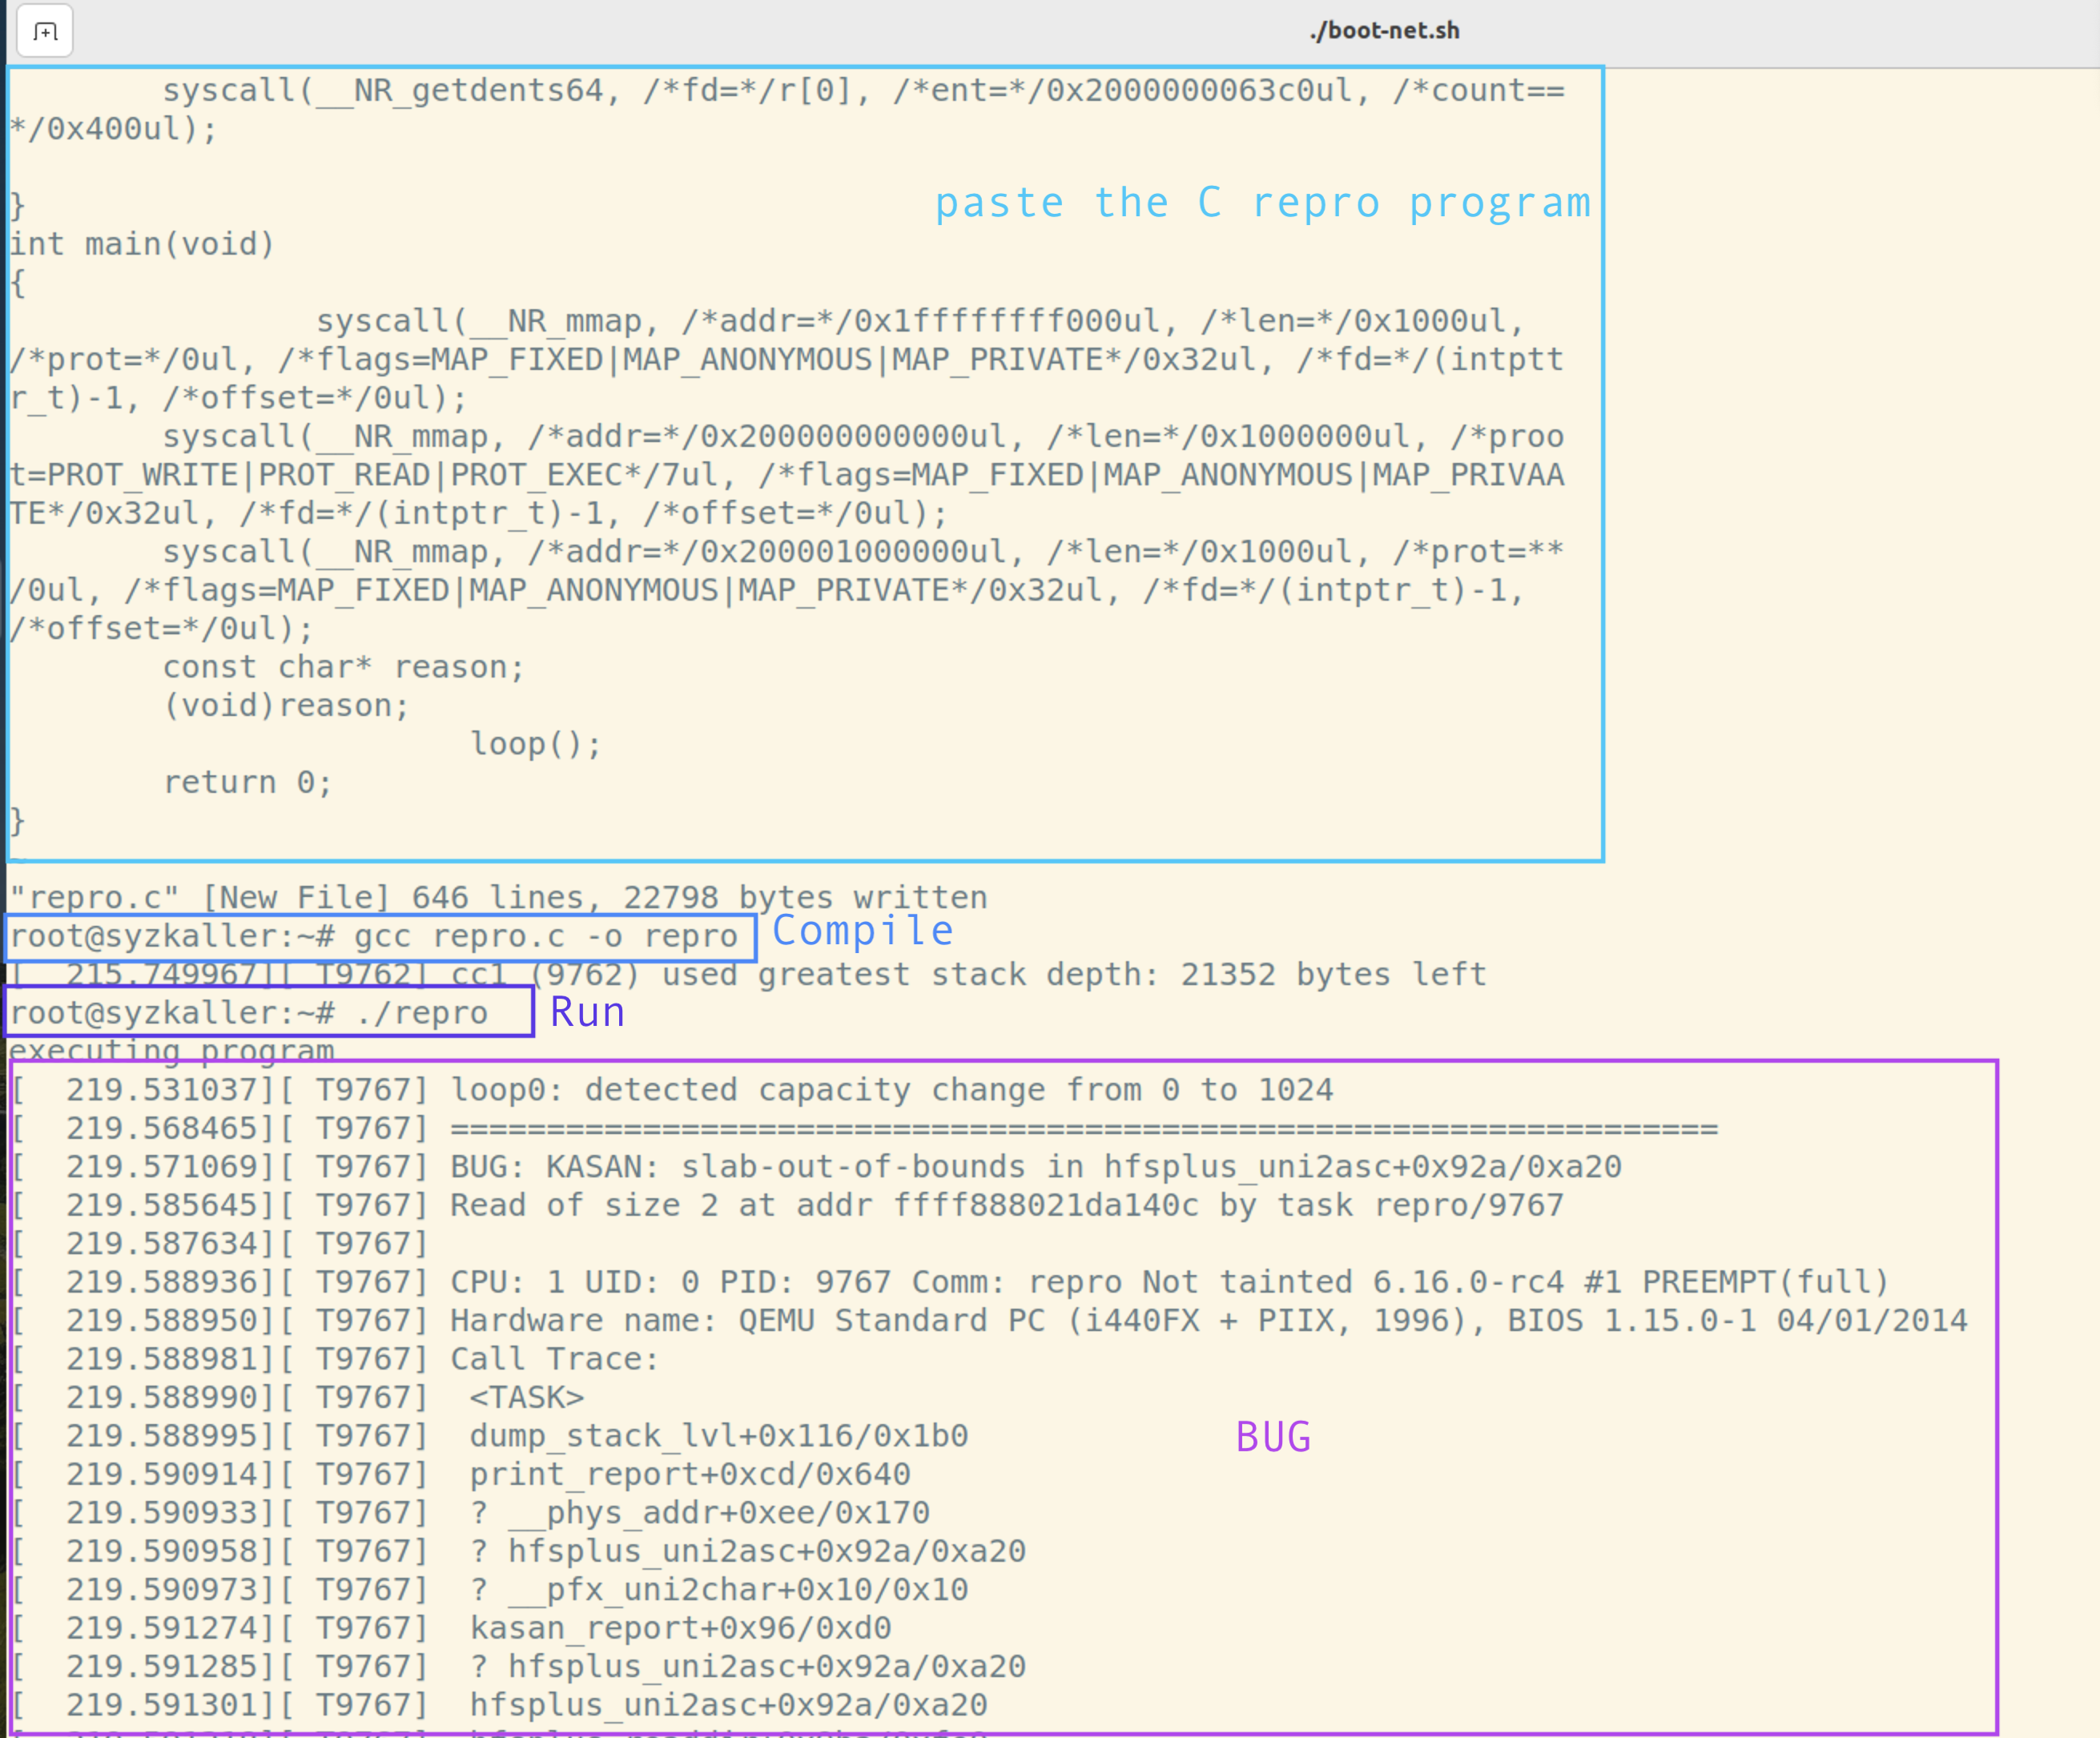 ./boot-net.sh
syscall(__NR_getdents64, /*fd=*/r[0], /*ent=*/0x2000000063c0ul, /*count==
*/0x400ul);
}
paste the C repro program
int main(void)
{
syscall(__NR_mmap, /*addr=*/0x1ffffffff000ul, /*len=*/0x1000ul,
/*prot=*/0ul, /*flags=MAP_FIXED|MAP_ANONYMOUS|MAP_PRIVATE*/0x32ul, /*fd=*/(intptt
r_t)-1, /*offset=*/0ul);
syscall(__NR_mmap, /*addr=*/0x200000000000ul, /*len=*/0x1000000ul, /*proo
t=PROT_WRITE|PROT_READ|PROT_EXEC*/7ul, /*flags=MAP_FIXED|MAP_ANONYMOUS|MAP_PRIVAA
TE*/0x32ul, /*fd=*/(intptr_t)-1, /*offset=*/0ul);
syscall(__NR_mmap, /*addr=*/0x200001000000ul, /*len=*/0x1000ul, /*prot=**
/0ul, /*flags=MAP_FIXED|MAP_ANONYMOUS|MAP_PRIVATE*/0x32ul, /*fd=*/(intptr_t)-1,
/*offset=*/0ul);
const char* reason;
(void)reason;
loop();
return 0;
}
"repro.c" [New File] 646 lines, 22798 bytes written
root@syzkaller:~# gcc repro.c -o repro
Compile
[  215.749967][ T9762] cc1 (9762) used greatest stack depth: 21352 bytes left
root@syzkaller:~# ./repro
Run
executing program
[  219.531037][ T9767] loop0: detected capacity change from 0 to 1024
[  219.568465][ T9767] ==================================================================
[  219.571069][ T9767] BUG: KASAN: slab-out-of-bounds in hfsplus_uni2asc+0x92a/0xa20
[  219.585645][ T9767] Read of size 2 at addr ffff888021da140c by task repro/9767
[  219.587634][ T9767]
[  219.588936][ T9767] CPU: 1 UID: 0 PID: 9767 Comm: repro Not tainted 6.16.0-rc4 #1 PREEMPT(full)
[  219.588950][ T9767] Hardware name: QEMU Standard PC (i440FX + PIIX, 1996), BIOS 1.15.0-1 04/01/2014
[  219.588981][ T9767] Call Trace:
[  219.588990][ T9767]  <TASK>
[  219.588995][ T9767]  dump_stack_lvl+0x116/0x1b0
BUG
[  219.590914][ T9767]  print_report+0xcd/0x640
[  219.590933][ T9767]  ? __phys_addr+0xee/0x170
[  219.590958][ T9767]  ? hfsplus_uni2asc+0x92a/0xa20
[  219.590973][ T9767]  ? __pfx_uni2char+0x10/0x10
[  219.591274][ T9767]  kasan_report+0x96/0xd0
[  219.591285][ T9767]  ? hfsplus_uni2asc+0x92a/0xa20
[  219.591301][ T9767]  hfsplus_uni2asc+0x92a/0xa20